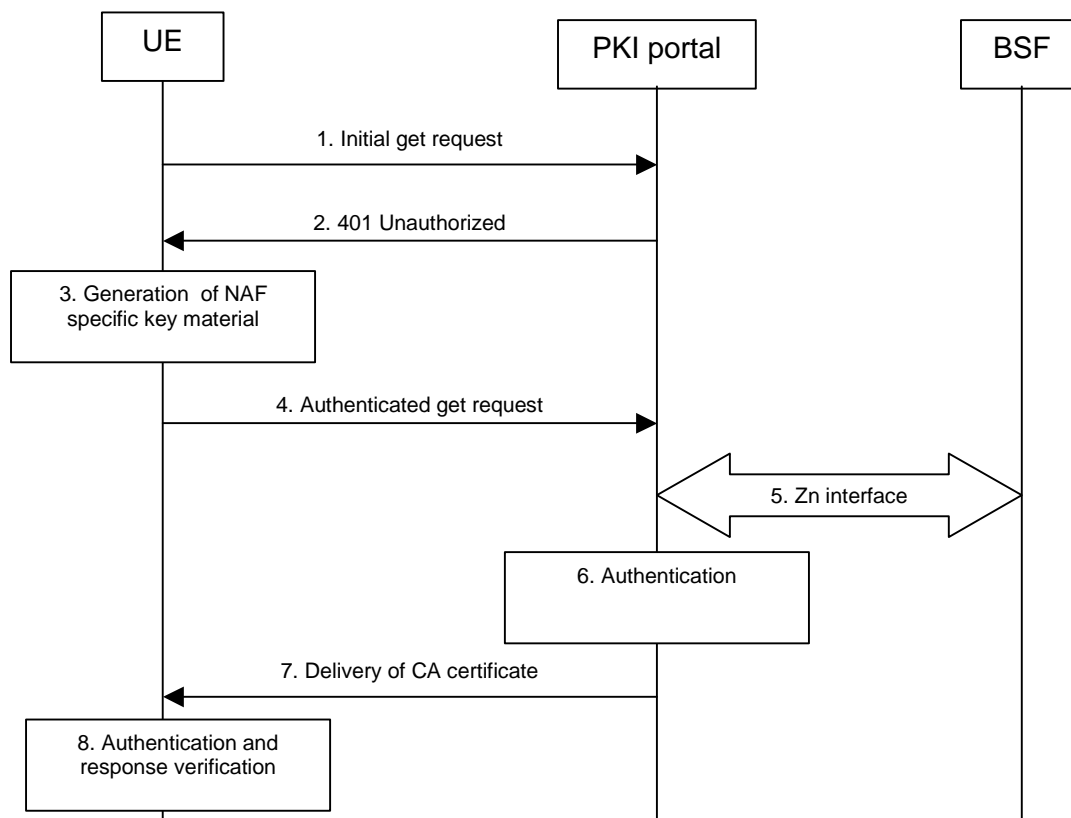 UE
PKI portal
BSF
1. Initial get request
2. 401 Unauthorized
3. Generation of NAF
specific key material
4. Authenticated get request
5. Zn interface
6. Authentication
7. Delivery of CA certificate
8. Authentication and
response verification